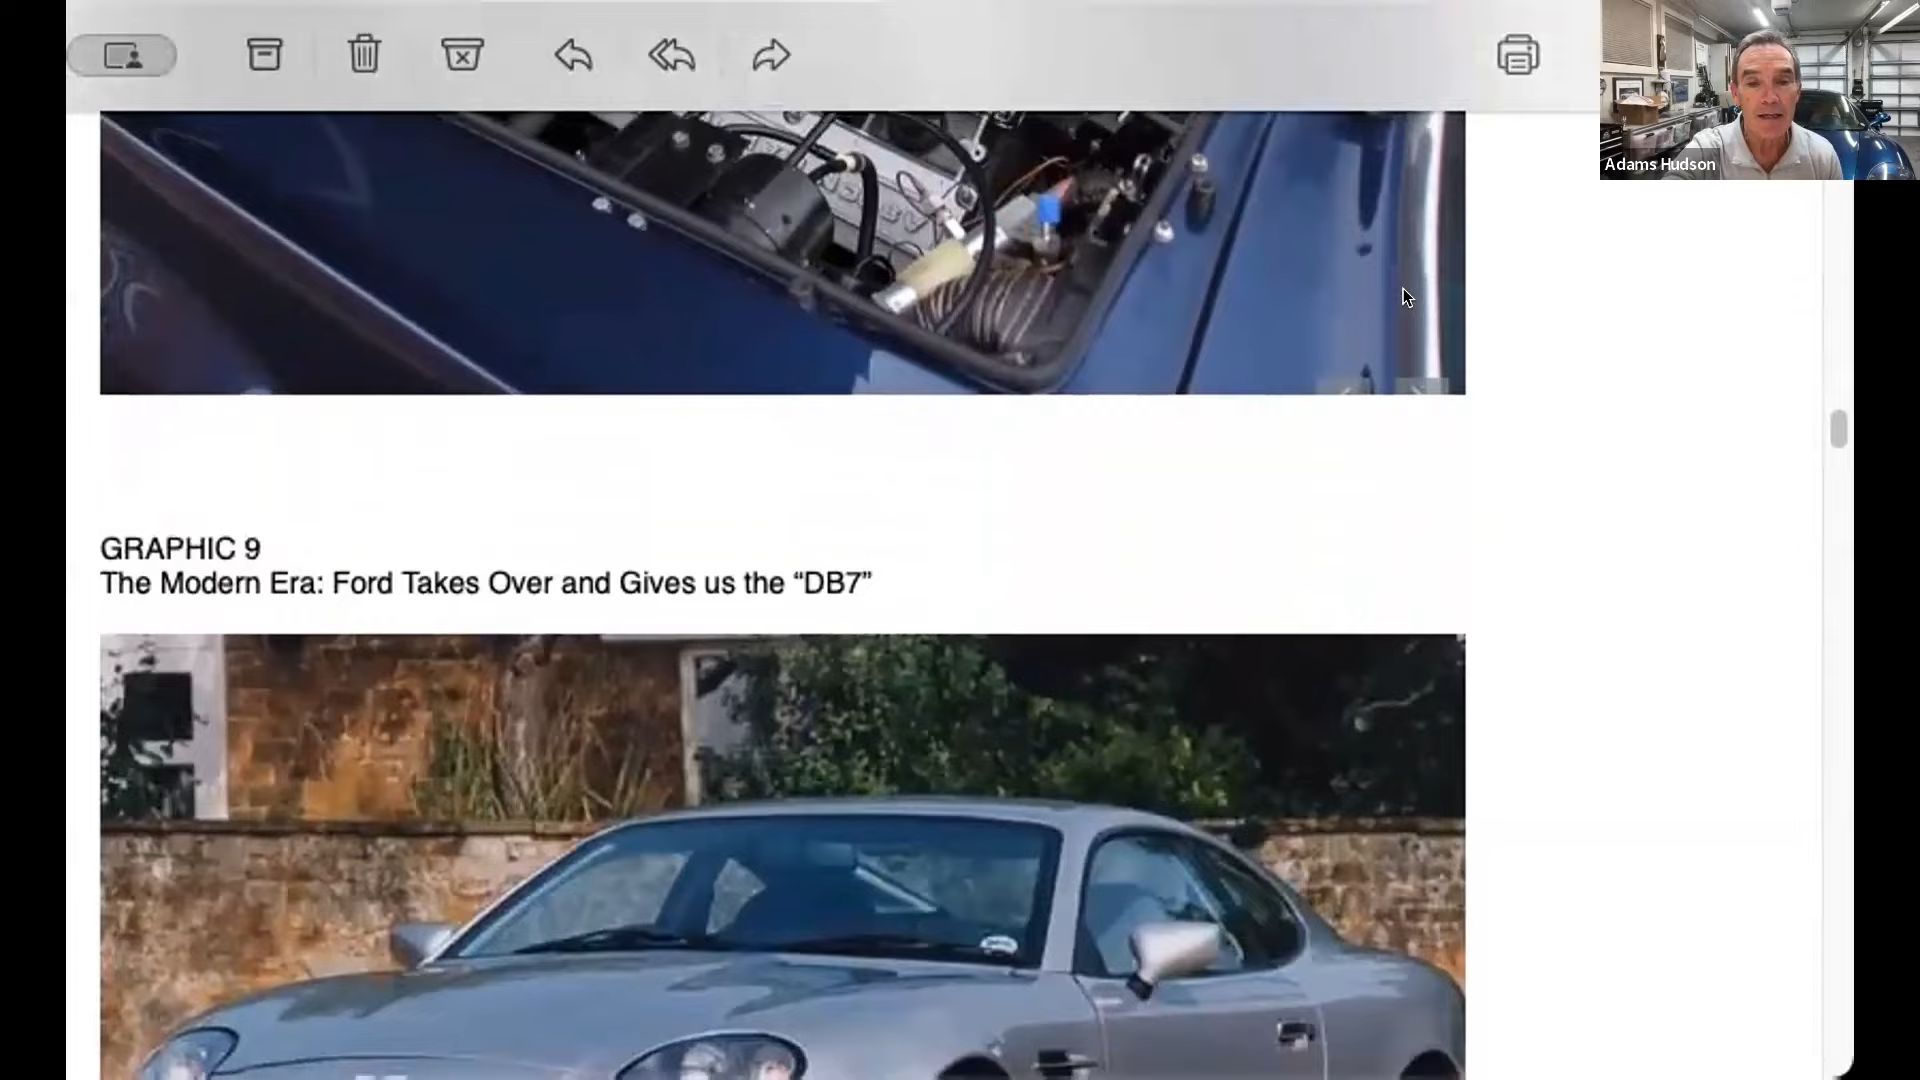 Adams Hudson
GRAPHIC 9
The Modern Era: Ford Takes Over and Gives us the “DB7”